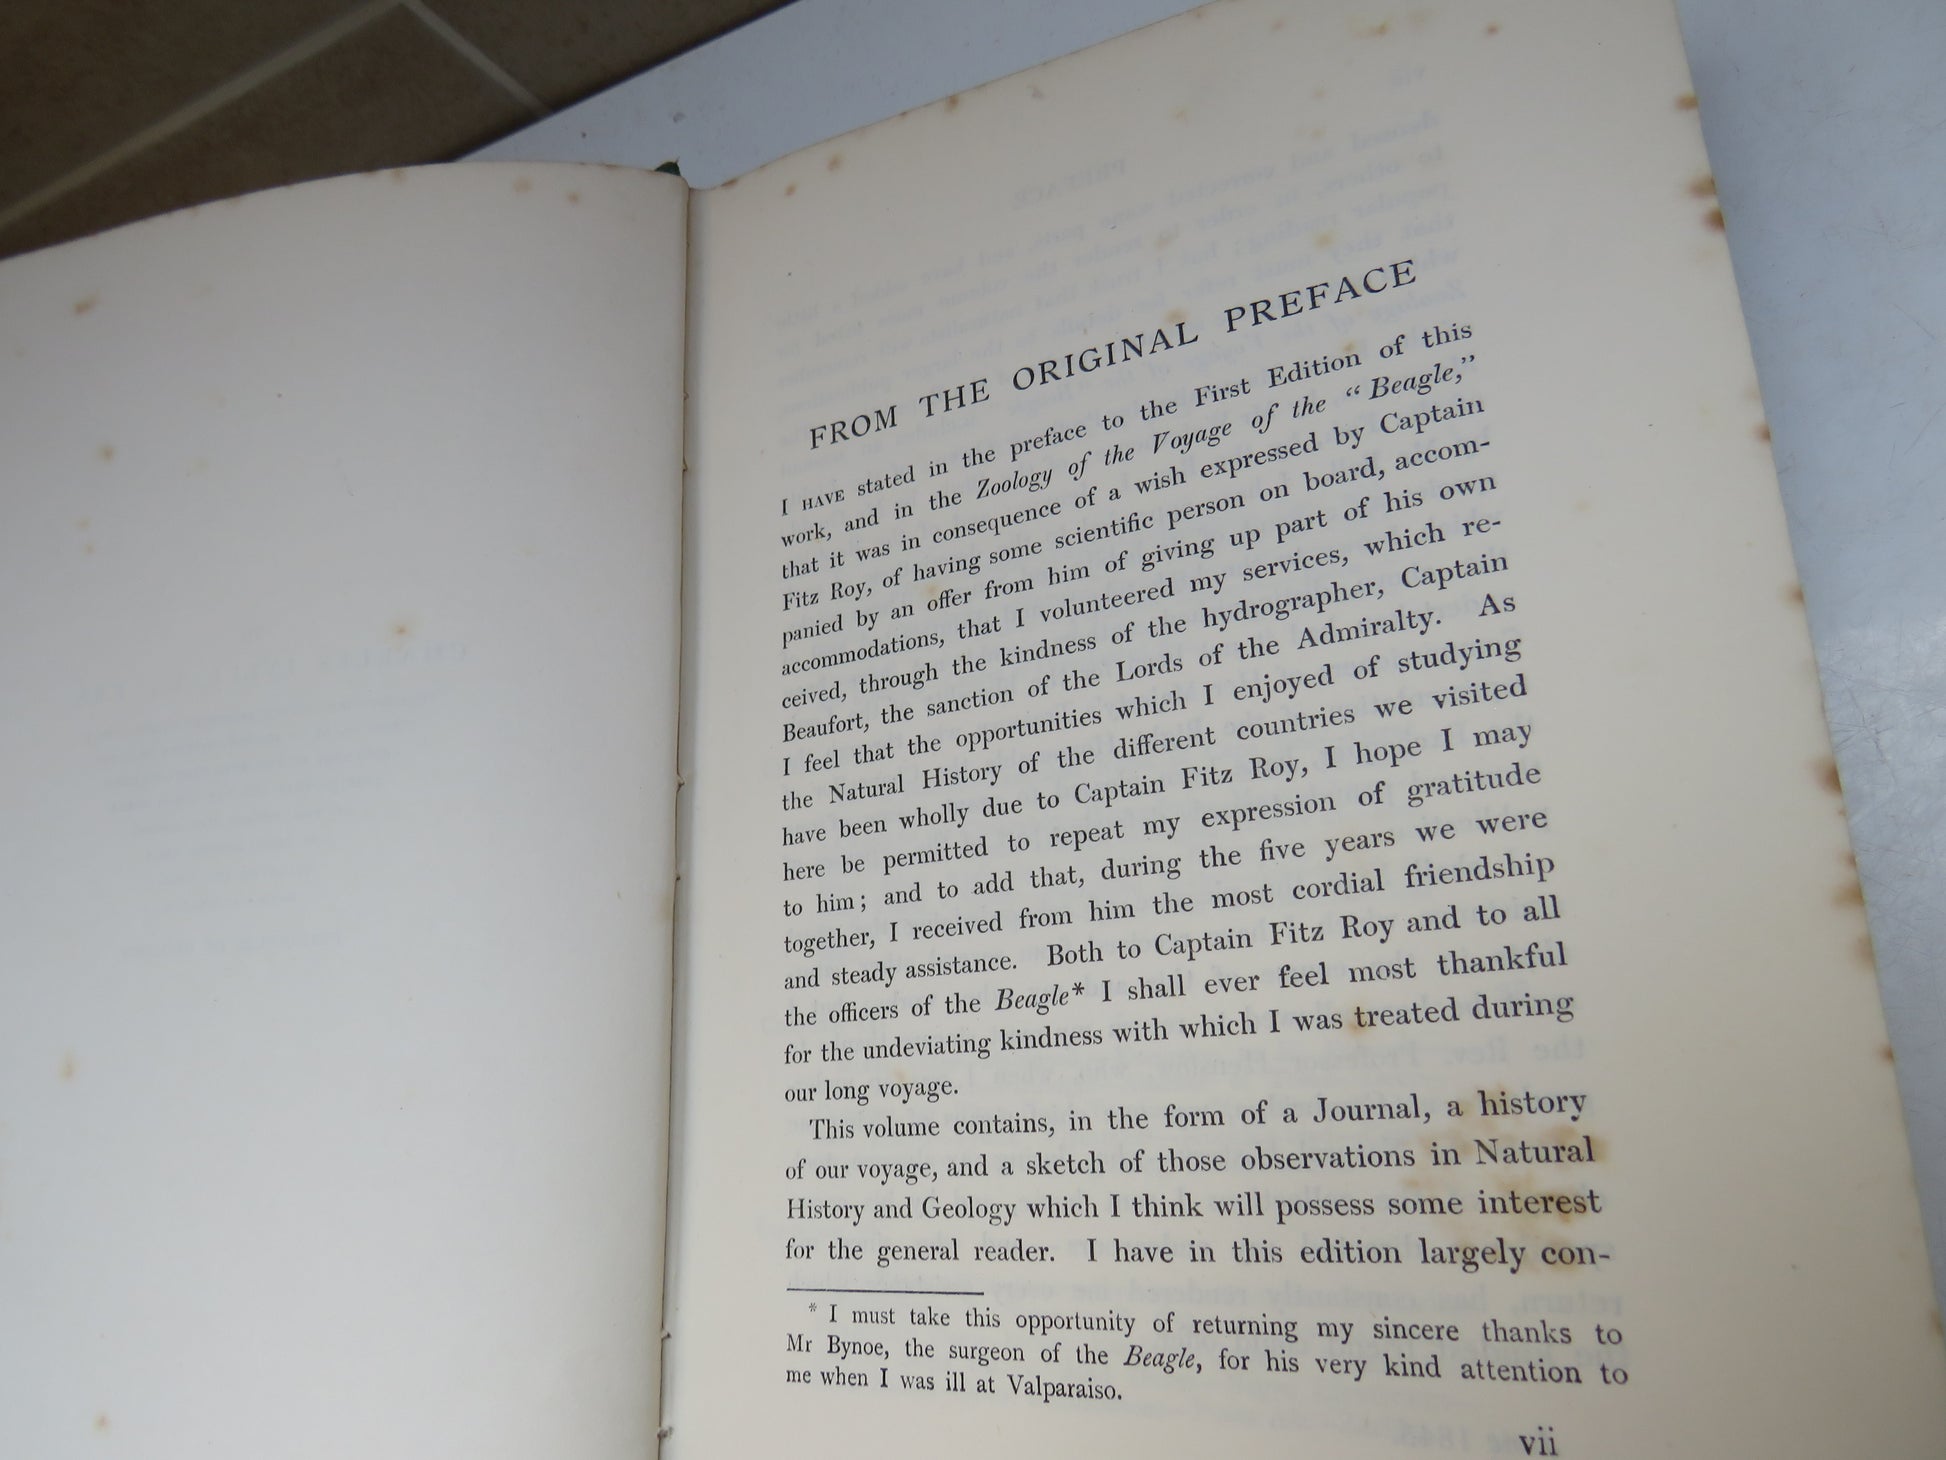 FROM THE ORIGINAL PREFACE
I HAVE stated in the preface to the First Edition of this
work, and in the Zoology of the Voyage of the “Beagle,”
that it was in consequence of a wish expressed by Captain
Fitz Roy, of having some scientific person on board, accom-
panied by an offer from him of giving up part of his own
accommodations, that I volunteered my services, which re-
ceived, through the kindness of the hydrographer, Captain
Beaufort, the sanction of the Lords of the Admiralty. As
I feel that the opportunities which I enjoyed of studying
the Natural History of the different countries we visited
have been wholly due to Captain Fitz Roy, I hope I may
here be permitted to repeat my expression of gratitude
to him; and to add that, during the five years we were
together, I received from him the most cordial friendship
and steady assistance. Both to Captain Fitz Roy and to all
the officers of the Beagle* I shall ever feel most thankful
for the undeviating kindness with which I was treated during
our long voyage.
This volume contains, in the form of a Journal, a history
of our voyage, and a sketch of those observations in Natural
History and Geology which I think will possess some interest
for the general reader. I have in this edition largely con-
* I must take this opportunity of returning my sincere thanks to
Mr Bynoe, the surgeon of the Beagle, for his very kind attention to
me when I was ill at Valparaiso.
vii